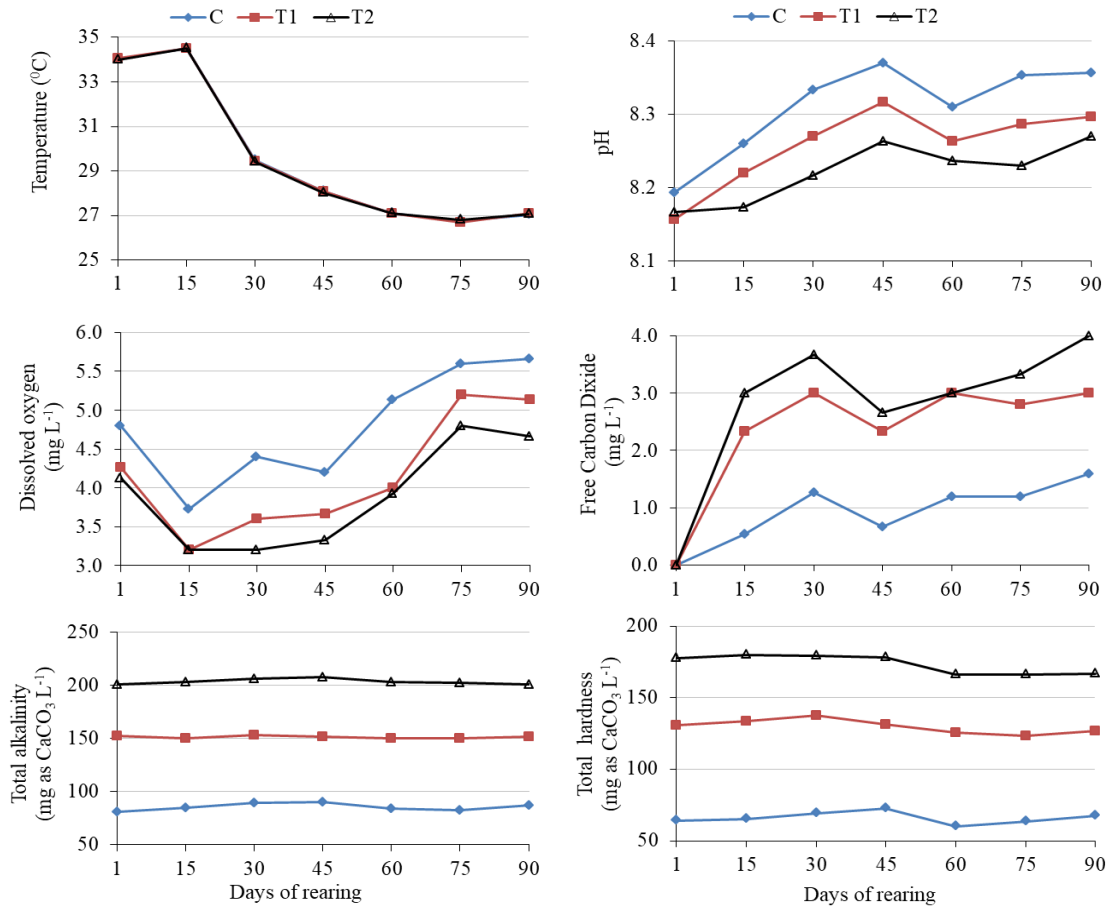 C T1 T2
Temperature (⁰C)
35
33
31
29
27
25
1 15 30 45 60 75 90
C T1 T2
pH
8.4
8.3
8.2
8.1
1 15 30 45 60 75 90
Dissolved oxygen
(mg L⁻¹)
6.0
5.5
5.0
4.5
4.0
3.5
3.0
1 15 30 45 60 75 90
Free Carbon Dixide
(mg L⁻¹)
4.0
3.0
2.0
1.0
0.0
1 15 30 45 60 75 90
Total alkalinity
(mg as CaCO₃ L⁻¹)
250
200
150
100
50
1 15 30 45 60 75 90
Days of rearing
Total hardness
(mg as CaCO₃ L⁻¹)
200
150
100
50
1 15 30 45 60 75 90
Days of rearing